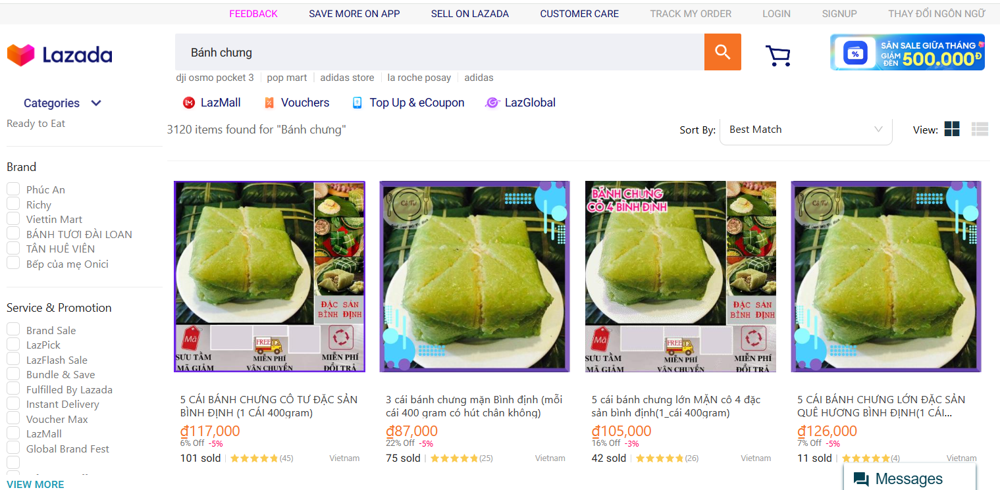 FEEDBACK
SAVE MORE ON APP
SELL ON LAZADA
CUSTOMER CARE
TRACK MY ORDER
LOGIN
SIGNUP
THAY ĐỔI NGÔN NGỮ
Lazada
Bánh chưng
SĂN SALE GIỮA THÁNG
GIẢM
ĐẾN 500.000Đ
dji osmo pocket 3
pop mart
adidas store
la roche posay
adidas
Categories
LazMall
Vouchers
Top Up & eCoupon
LazGlobal
Ready to Eat
3120 items found for "Bánh chưng"
Sort By:
Best Match
View:
Brand
Phúc An
Richy
Viettin Mart
BÁNH TƯƠI ĐÀI LOAN
TÂN HUÊ VIÊN
Bếp của mẹ Onici
Service & Promotion
Brand Sale
LazPick
LazFlash Sale
Bundle & Save
Fulfilled By Lazada
Instant Delivery
Voucher Max
LazMall
Global Brand Fest
VIEW MORE
ĐẶC SẢN
BÌNH ĐỊNH
Mã
SƯU TẦM
MÃ GIẢM
FREE
MIỄN PHÍ
VẬN CHUYỂN
MIỄN PHÍ
ĐỔI TRẢ
5 CÁI BÁNH CHƯNG CÔ TƯ ĐẶC SẢN
BÌNH ĐỊNH (1 CÁI 400gram)
₫117,000
6% Off -5%
101 sold
(45)
Vietnam
Cô Tư
3 cái bánh chưng mặn Bình định (mỗi
cái 400 gram có hút chân không)
₫87,000
22% Off -5%
75 sold
(25)
Vietnam
BÁNH CHƯNG
CÔ 4 BÌNH ĐỊNH
ĐẶC SẢN
BÌNH ĐỊNH
Mã
SƯU TẦM
MÃ GIẢM
FREE
MIỄN PHÍ
VẬN CHUYỂN
MIỄN PHÍ
ĐỔI TRẢ
5 cái bánh chưng lớn MẶN cô 4 đặc
sản bình định(1_cái 400gram)
₫105,000
16% Off -3%
42 sold
(26)
Vietnam
Cô Tư
5 CÁI BÁNH CHƯNG LỚN ĐẶC SẢN
QUÊ HƯƠNG BÌNH ĐỊNH(1 CÁI...
₫126,000
7% Off -5%
11 sold
(4)
Vietnam
Messages